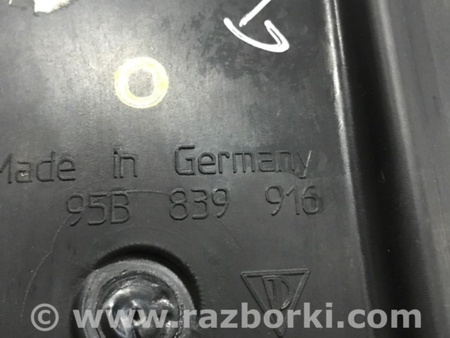 Made in Germany
95B 839 916
© www.razborki.com